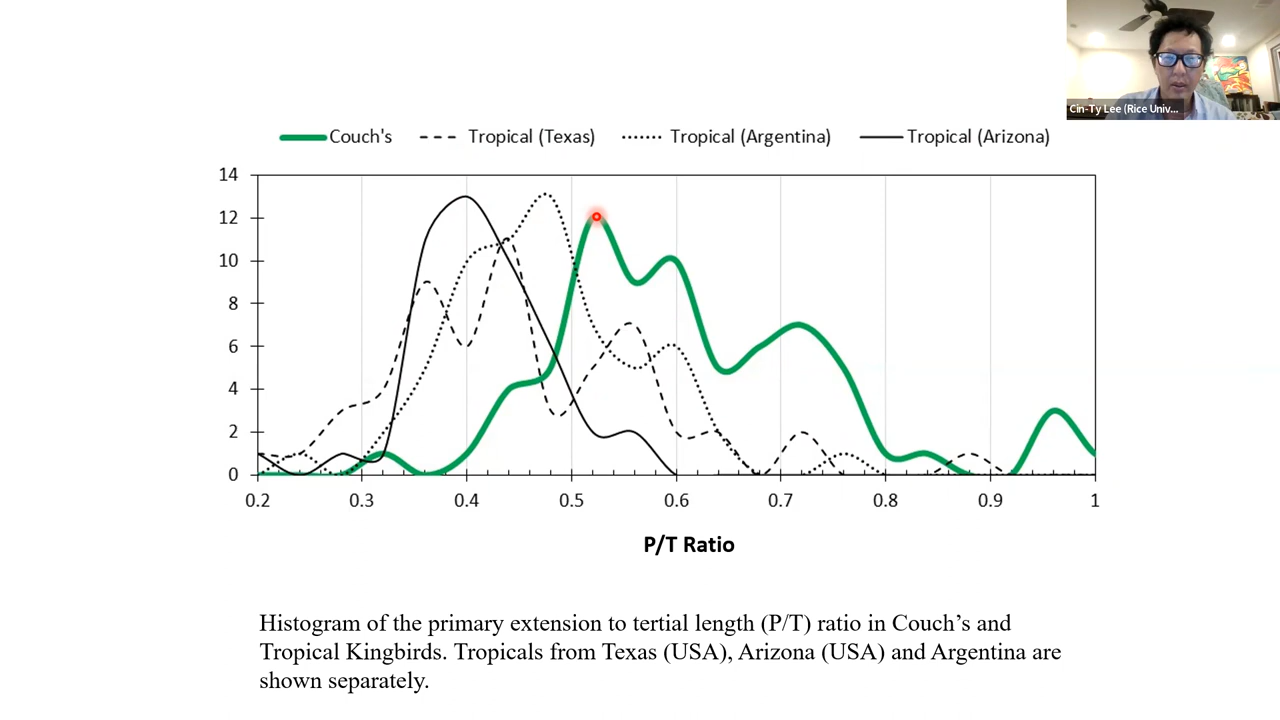 Cin-Ty Lee (Rice Univ...
Couch's Tropical (Texas) Tropical (Argentina) Tropical (Arizona)
14
12
10
8
6
4
2
0
0.2 0.3 0.4 0.5 0.6 0.7 0.8 0.9 1
P/T Ratio
Histogram of the primary extension to tertial length (P/T) ratio in Couch’s and
Tropical Kingbirds. Tropicals from Texas (USA), Arizona (USA) and Argentina are
shown separately.